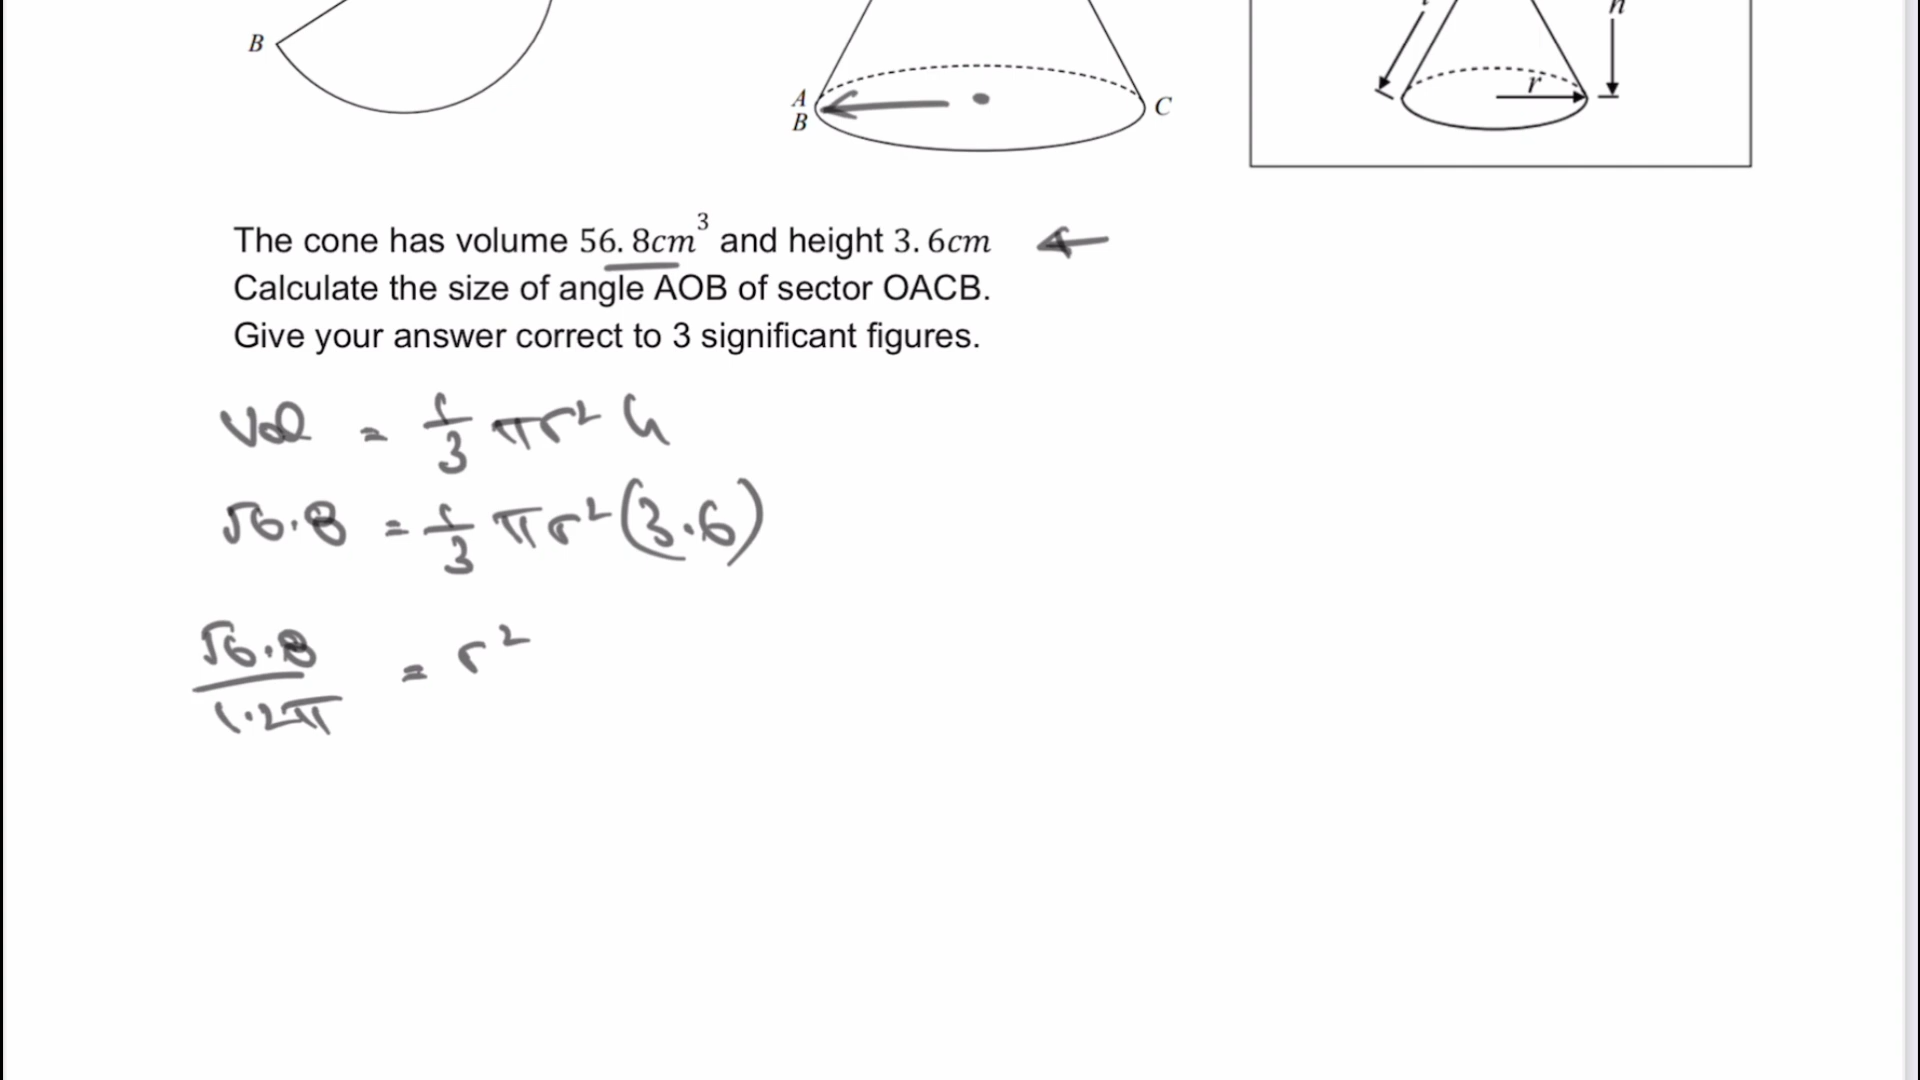 B
A
B
C
h
r
The cone has volume 56.8cm³ and height 3.6cm
Calculate the size of angle AOB of sector OACB.
Give your answer correct to 3 significant figures.
Vol = 1/3 πr² h
56.8 = 1/3 πr² (3.6)
56.8/1.2π = r²